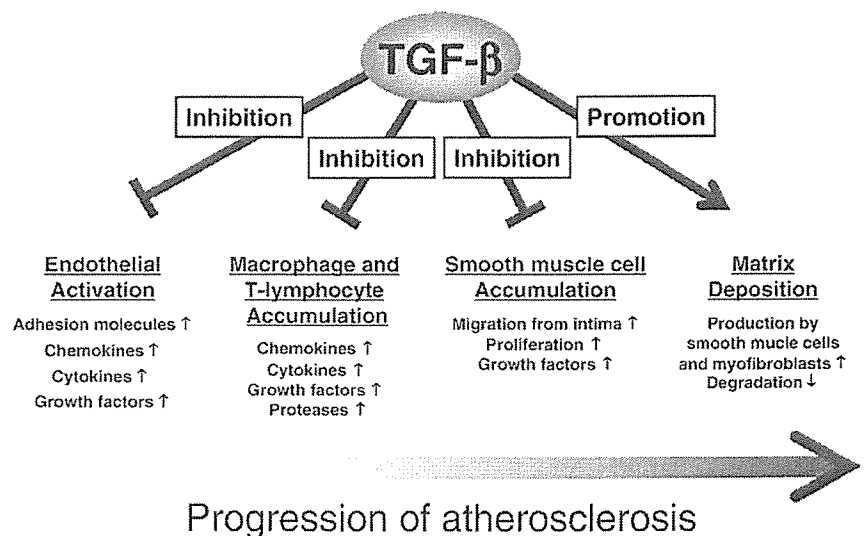 TGF-β
Inhibition
Inhibition
Inhibition
Promotion
Endothelial
Activation
Adhesion molecules ↑
Chemokines ↑
Cytokines ↑
Growth factors ↑
Macrophage and
T-lymphocyte
Accumulation
Chemokines ↑
Cytokines ↑
Growth factors ↑
Proteases ↑
Smooth muscle cell
Accumulation
Migration from intima ↑
Proliferation ↑
Growth factors ↑
Matrix
Deposition
Production by
smooth mucle cells
and myofibroblasts ↑
Degradation ↓
Progression of atherosclerosis